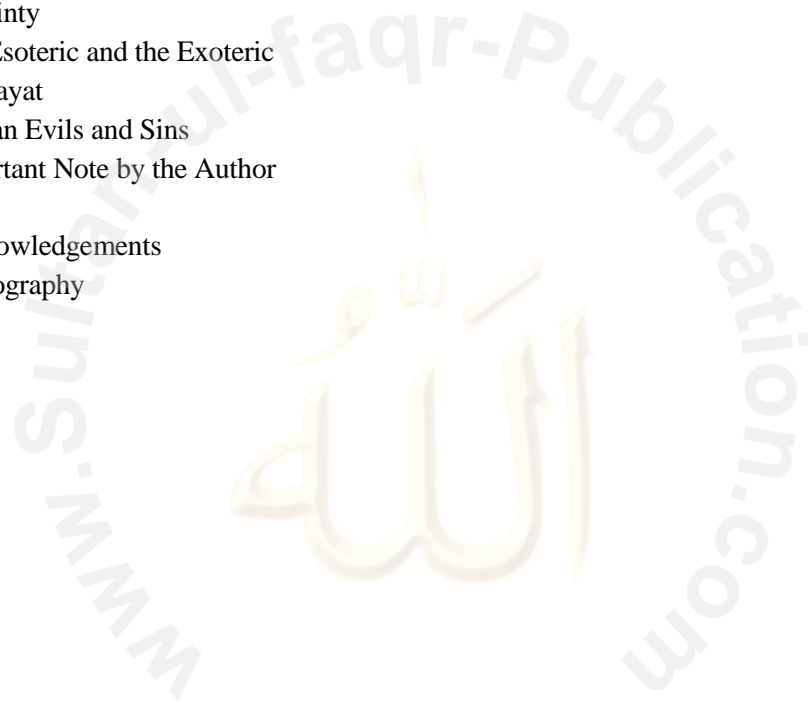 inty
Esoteric and the Exoteric
ayat
an Evils and Sins
rtant Note by the Author
owledgements
ography
www.Sultan-ul-faqr-Publication.com
اللهُ